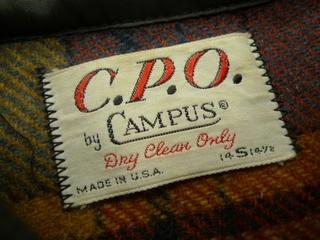 C.P.O.
by CAMPUS®
Dry Clean Only
MADE IN U.S.A. 14 S 14½